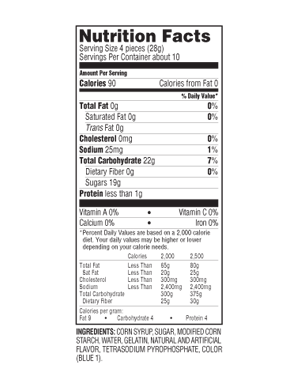 Nutrition Facts
Serving Size 4 pieces (28g)
Servings Per Container about 10
Amount Per Serving
Calories 90 Calories from Fat 0
% Daily Value*
Total Fat 0g 0%
Saturated Fat 0g 0%
Trans Fat 0g
Cholesterol 0mg 0%
Sodium 25mg 1%
Total Carbohydrate 22g 7%
Dietary Fiber 0g 0%
Sugars 19g
Protein less than 1g
Vitamin A 0% • Vitamin C 0%
Calcium 0% • Iron 0%
*Percent Daily Values are based on a 2,000 calorie
diet. Your daily values may be higher or lower
depending on your calorie needs.
Calories 2,000 2,500
Total Fat Less Than 65g 80g
Sat Fat Less Than 20g 25g
Cholesterol Less Than 300mg 300mg
Sodium Less Than 2,400mg 2,400mg
Total Carbohydrate 300g 375g
Dietary Fiber 25g 30g
Calories per gram:
Fat 9 • Carbohydrate 4 • Protein 4
INGREDIENTS: CORN SYRUP, SUGAR, MODIFIED CORN
STARCH, WATER, GELATIN, NATURAL AND ARTIFICIAL
FLAVOR, TETRASODIUM PYROPHOSPHATE, COLOR
(BLUE 1).